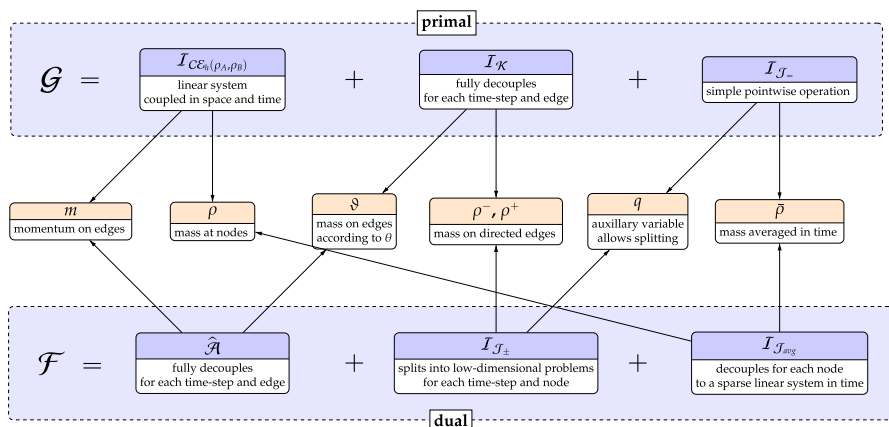 primal
𝒢 = I_{𝒞ℰ_h(ρ_A,ρ_B)} + I_𝒦 + I_{𝒥_=}
linear system
coupled in space and time
fully decouples
for each time-step and edge
simple pointwise operation
m
momentum on edges
ρ
mass at nodes
ϑ
mass on edges
according to θ
ρ⁻, ρ⁺
mass on directed edges
q
auxillary variable
allows splitting
ρ̄
mass averaged in time
ℱ = 𝒜̂ + I_{𝒥_±} + I_{𝒥_{avg}}
fully decouples
for each time-step and edge
splits into low-dimensional problems
for each time-step and node
decouples for each node
to a sparse linear system in time
dual